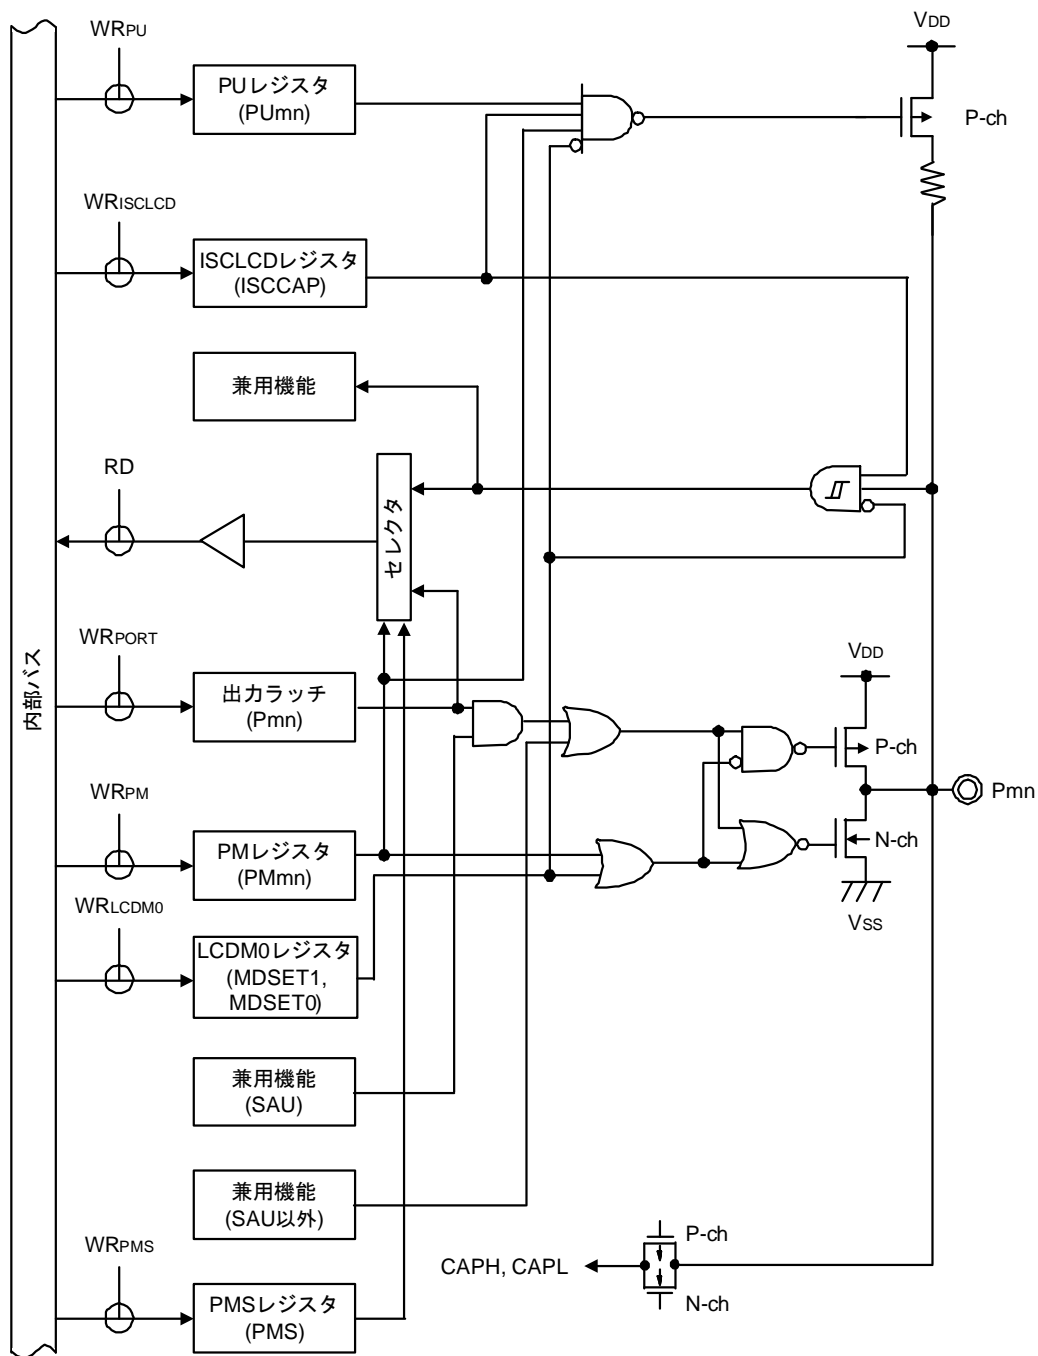 WRPU
PUレジスタ
(PUmn)
VDD
P-ch
WRISCLCD
ISCLCDレジスタ
(ISCCAP)
兼用機能
RD
セレクタ
内部バス
WRPORT
出力ラッチ
(Pmn)
VDD
P-ch
Pmn
N-ch
VSS
WRPM
PMレジスタ
(PMmn)
WRLCDM0
LCDM0レジスタ
(MDSET1,
MDSET0)
兼用機能
(SAU)
兼用機能
(SAU以外)
P-ch
CAPH, CAPL
N-ch
WRPMS
PMSレジスタ
(PMS)